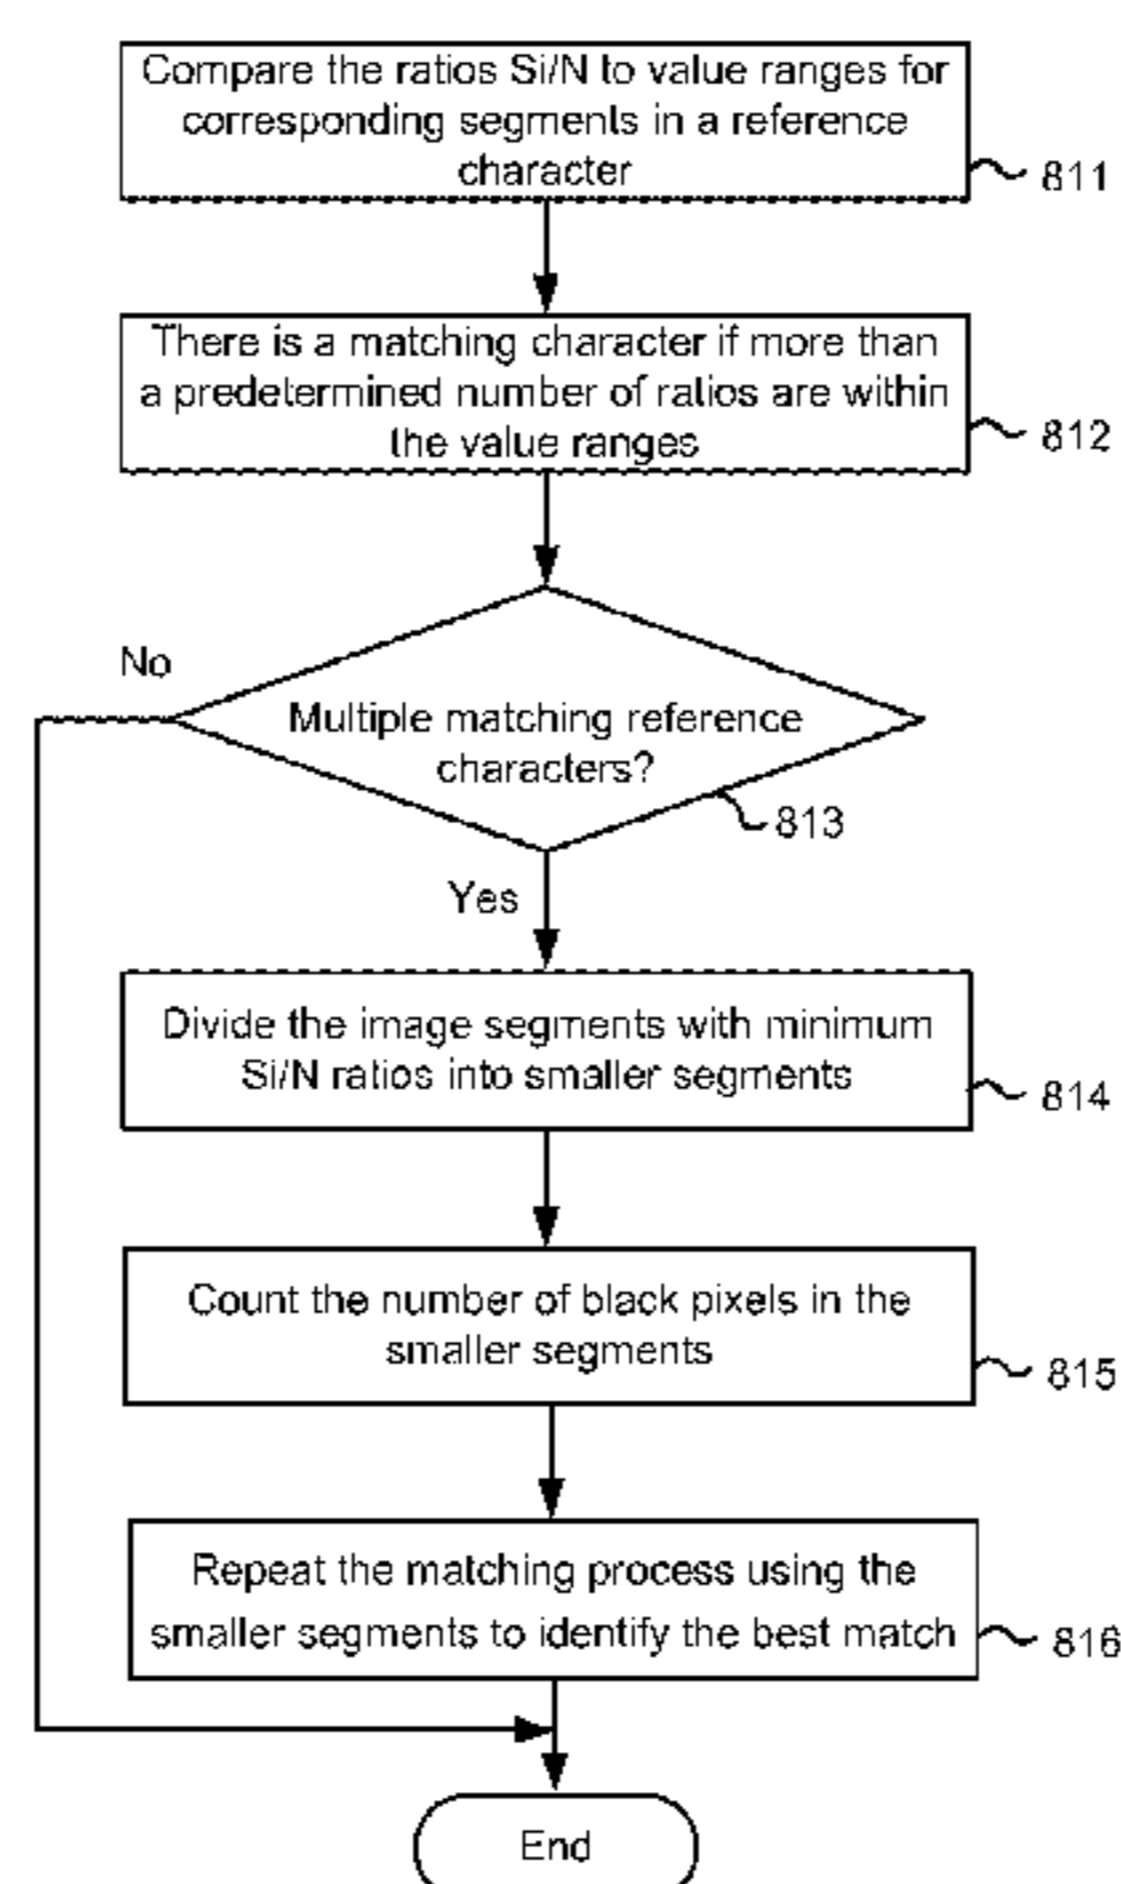 Compare the ratios Si/N to value ranges for
corresponding segments in a reference
character
811
There is a matching character if more than
a predetermined number of ratios are within
the value ranges
812
No
Multiple matching reference
characters?
813
Yes
Divide the image segments with minimum
Si/N ratios into smaller segments
814
Count the number of black pixels in the
smaller segments
815
Repeat the matching process using the
smaller segments to identify the best match
816
End